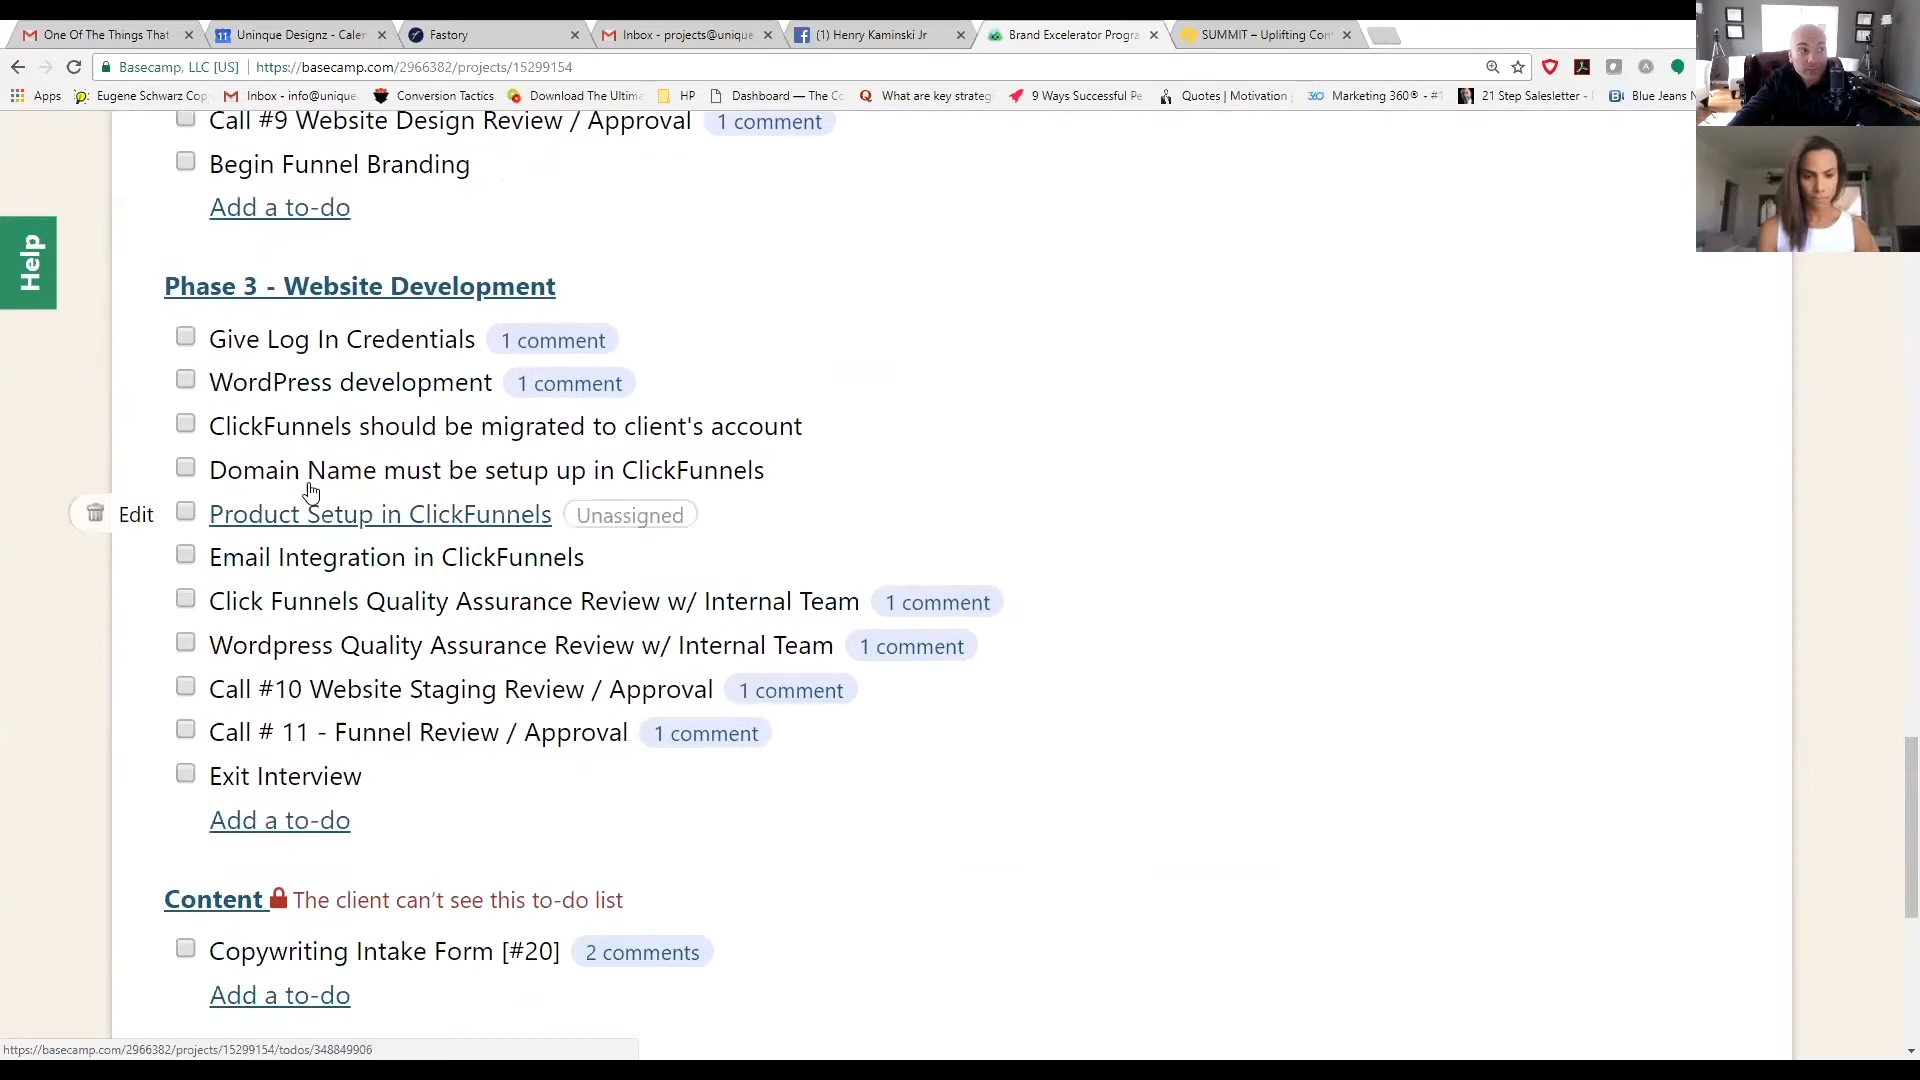 One Of The Things That
Uninque Designz - Caler
Fastory
Inbox - projects@unique
(1) Henry Kaminski Jr
Brand Excelerator Progra
SUMMIT – Uplifting Con
Basecamp, LLC [US]
https://basecamp.com/2966382/projects/15299154
Apps
Eugene Schwarz Cop
Inbox - info@unique
Conversion Tactics
Download The Ultim
HP
Dashboard — The Co
What are key strateg
9 Ways Successful Pe
Quotes | Motivation
Marketing 360® - #1
21 Step Salesletter -
Blue Jeans N
Help
Call #9 Website Design Review / Approval 1 comment
Begin Funnel Branding
Add a to-do
Phase 3 - Website Development
Give Log In Credentials 1 comment
WordPress development 1 comment
ClickFunnels should be migrated to client's account
Domain Name must be setup up in ClickFunnels
Edit Product Setup in ClickFunnels Unassigned
Email Integration in ClickFunnels
Click Funnels Quality Assurance Review w/ Internal Team 1 comment
Wordpress Quality Assurance Review w/ Internal Team 1 comment
Call #10 Website Staging Review / Approval 1 comment
Call # 11 - Funnel Review / Approval 1 comment
Exit Interview
Add a to-do
Content The client can't see this to-do list
Copywriting Intake Form [#20] 2 comments
Add a to-do
https://basecamp.com/2966382/projects/15299154/todos/348849906